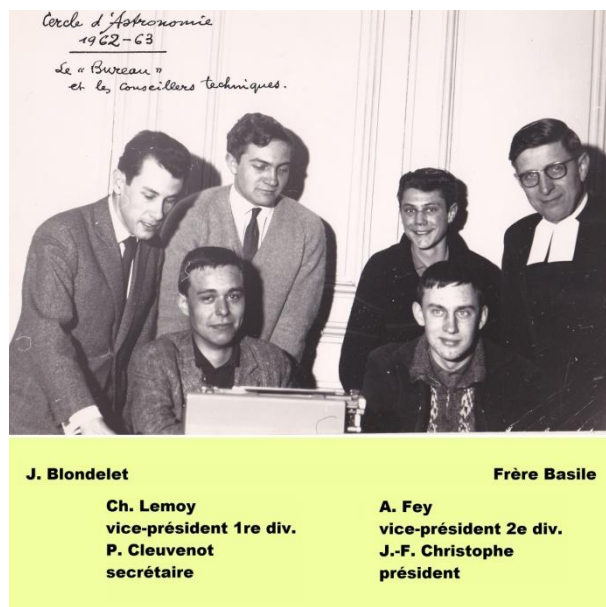 Cercle d'Astronomie
1962-63
Le "Bureau"
et les conseillers techniques.
J. Blondelet
Frère Basile
Ch. Lemoy
vice-président 1re div.
P. Cleuvenot
secrétaire
A. Fey
vice-président 2e div.
J.-F. Christophe
président